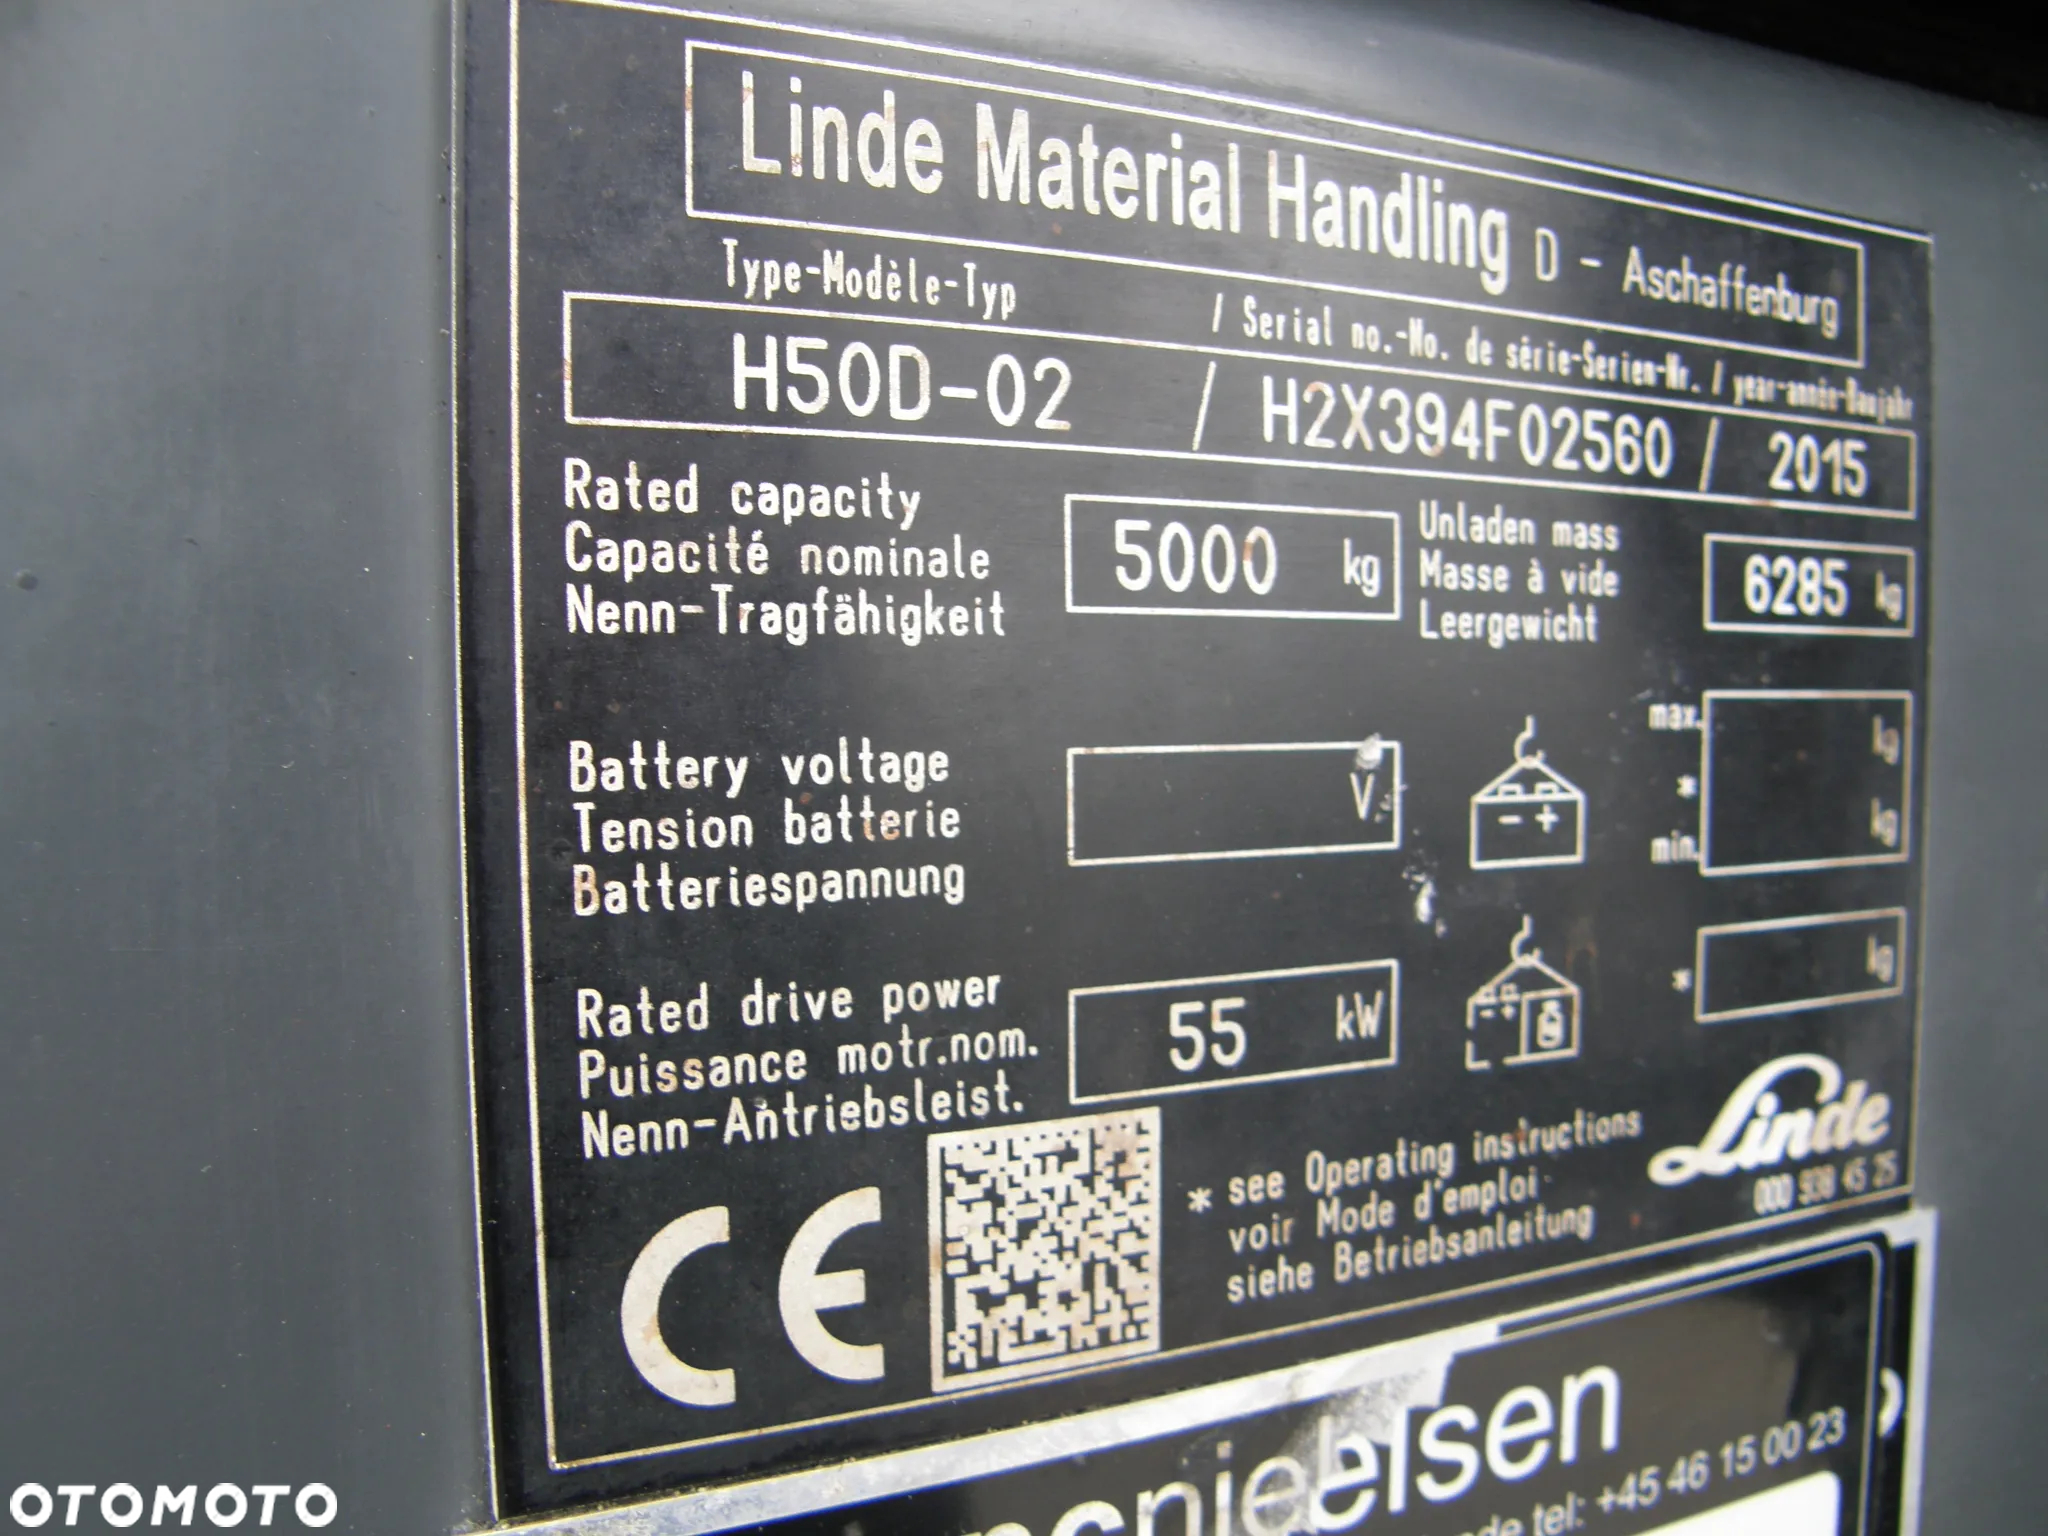 Linde Material Handling D - Aschaffenburg
Type-Modèle-Typ / Serial no.-No. de série-Serien-Nr. / year-année-Baujahr
H50D-02 / H2X394F02560 / 2015
Rated capacity
Capacité nominale
Nenn-Tragfähigkeit
5000 kg
Unladen mass
Masse à vide
Leergewicht
6285 kg
Battery voltage
Tension batterie
Batteriespannung
V
- +
max. kg
*
min. kg
Rated drive power
Puissance motr.nom.
Nenn-Antriebsleist.
55 kW
- +
* kg
CE
* see Operating instructions
voir Mode d'emploi
siehe Betriebsanleitung
Linde
000 938 45 25
elsen
tel: +45 46 15 00 23
OTOMOTO